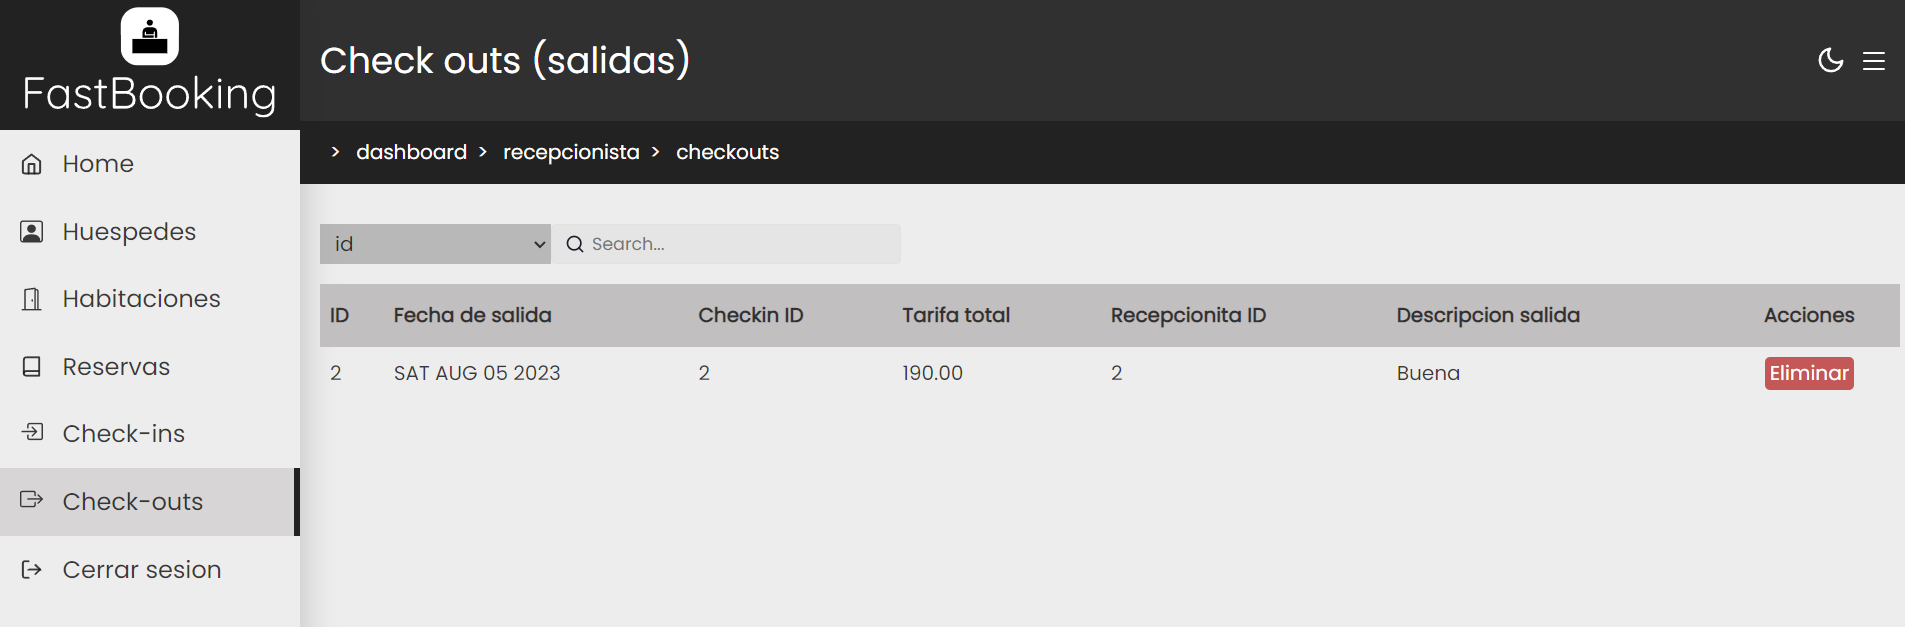 FastBooking
Check outs (salidas)
> dashboard > recepcionista > checkouts
Home
Huespedes
Habitaciones
Reservas
Check-ins
Check-outs
Cerrar sesion
id Search...
ID Fecha de salida Checkin ID Tarifa total Recepcionita ID Descripcion salida Acciones
2 SAT AUG 05 2023 2 190.00 2 Buena Eliminar